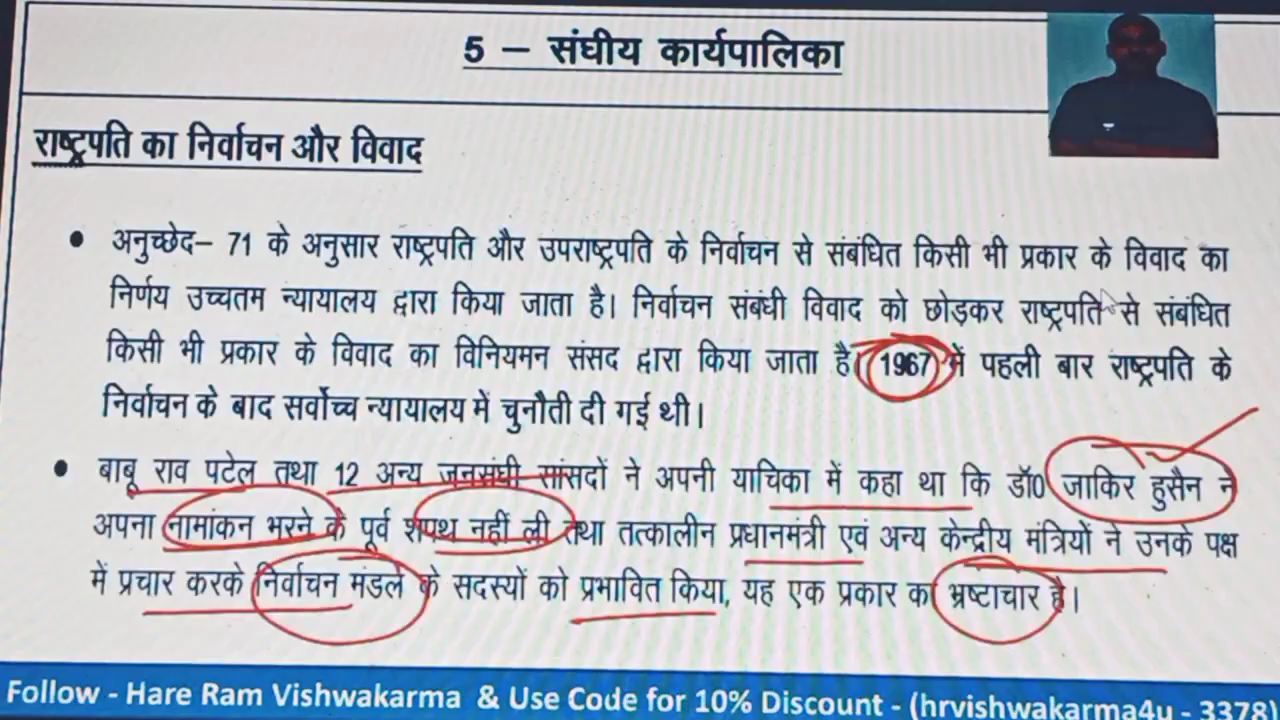 5 – संघीय कार्यपालिका
राष्ट्रपति का निर्वाचन और विवाद
• अनुच्छेद– 71 के अनुसार राष्ट्रपति और उपराष्ट्रपति के निर्वाचन से संबंधित किसी भी प्रकार के विवाद का
निर्णय उच्चतम न्यायालय द्वारा किया जाता है। निर्वाचन संबंधी विवाद को छोड़कर राष्ट्रपति से संबंधित
किसी भी प्रकार के विवाद का विनियमन संसद द्वारा किया जाता है। 1967 में पहली बार राष्ट्रपति के
निर्वाचन के बाद सर्वोच्च न्यायालय में चुनौती दी गई थी।
• बाबू राव पटेल तथा 12 अन्य जनसंघी सांसदों ने अपनी याचिका में कहा था कि डॉ0 जाकिर हुसैन ने
अपना नामांकन भरने के पूर्व शपथ नहीं ली तथा तत्कालीन प्रधानमंत्री एवं अन्य केन्द्रीय मंत्रियों ने उनके पक्ष
में प्रचार करके निर्वाचन मंडल के सदस्यों को प्रभावित किया, यह एक प्रकार का भ्रष्टाचार है।
Follow - Hare Ram Vishwakarma & Use Code for 10% Discount - (hrvishwakarma4u - 3378)